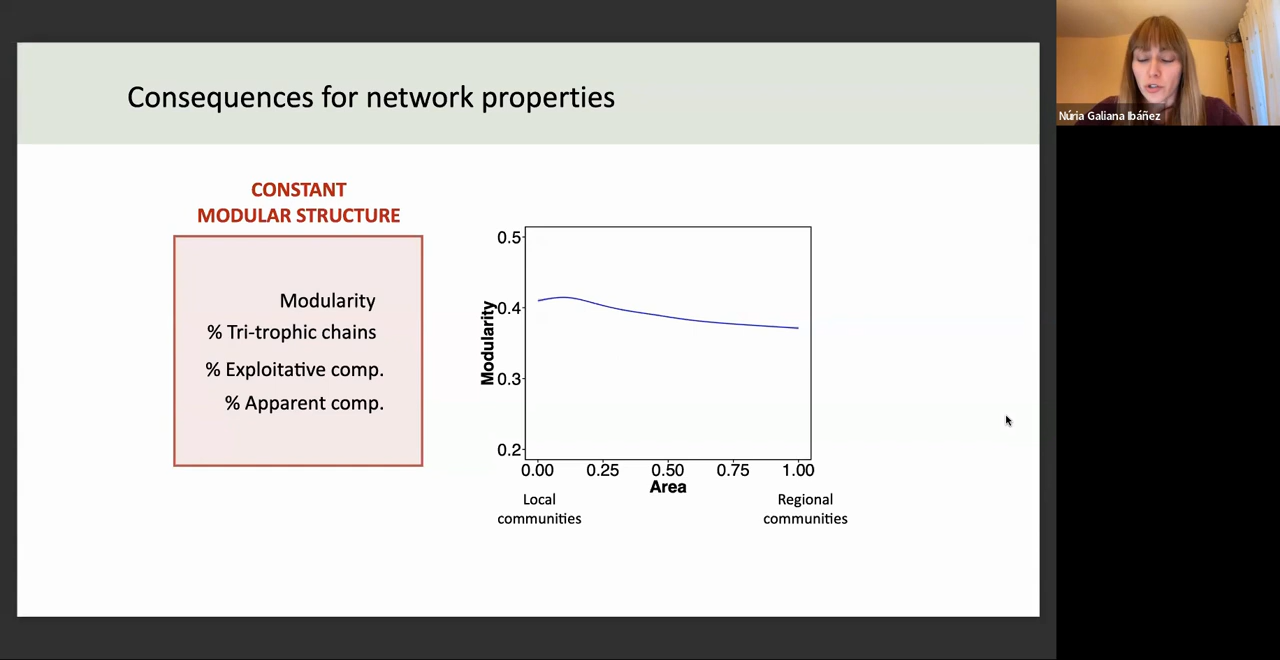 Consequences for network properties
CONSTANT
MODULAR STRUCTURE
Modularity
% Tri-trophic chains
% Exploitative comp.
% Apparent comp.
Modularity
0.5
0.4
0.3
0.2
0.00 0.25 0.50 0.75 1.00
Area
Local
communities
Regional
communities
Núria Galiana Ibáñez